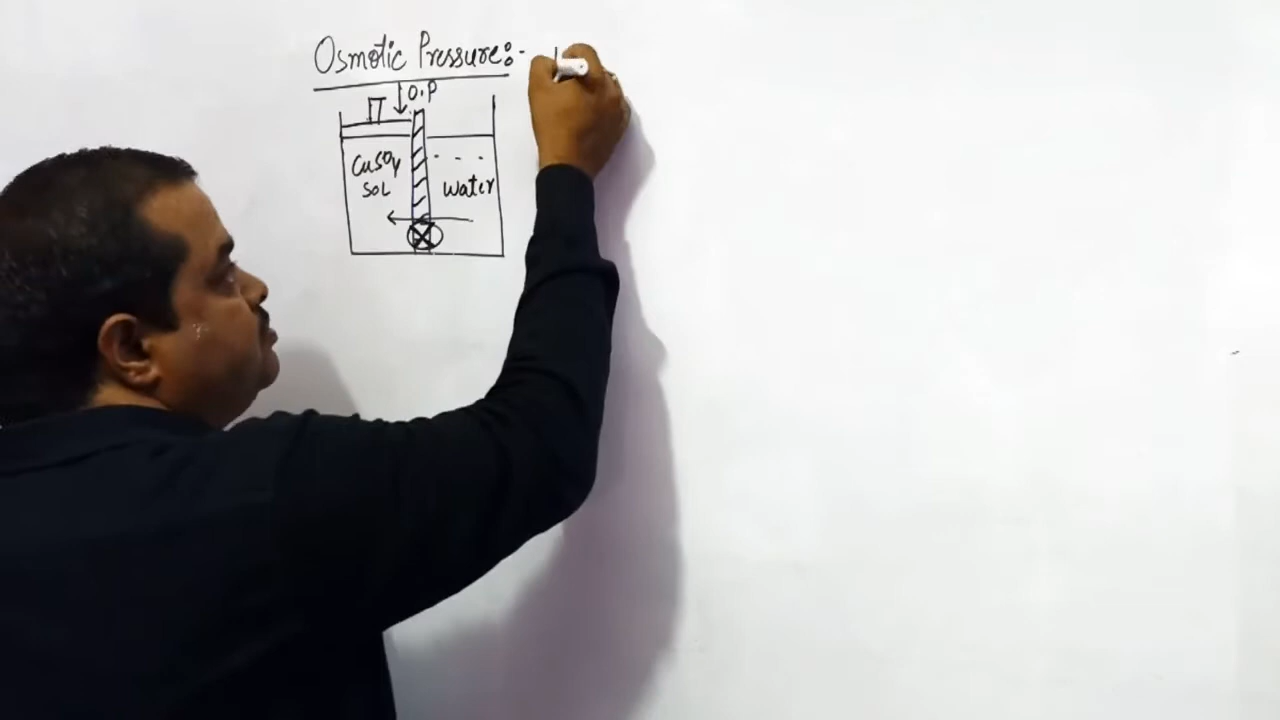 Osmotic Pressure:-
O.P
π
CuSO4
SOL
Water